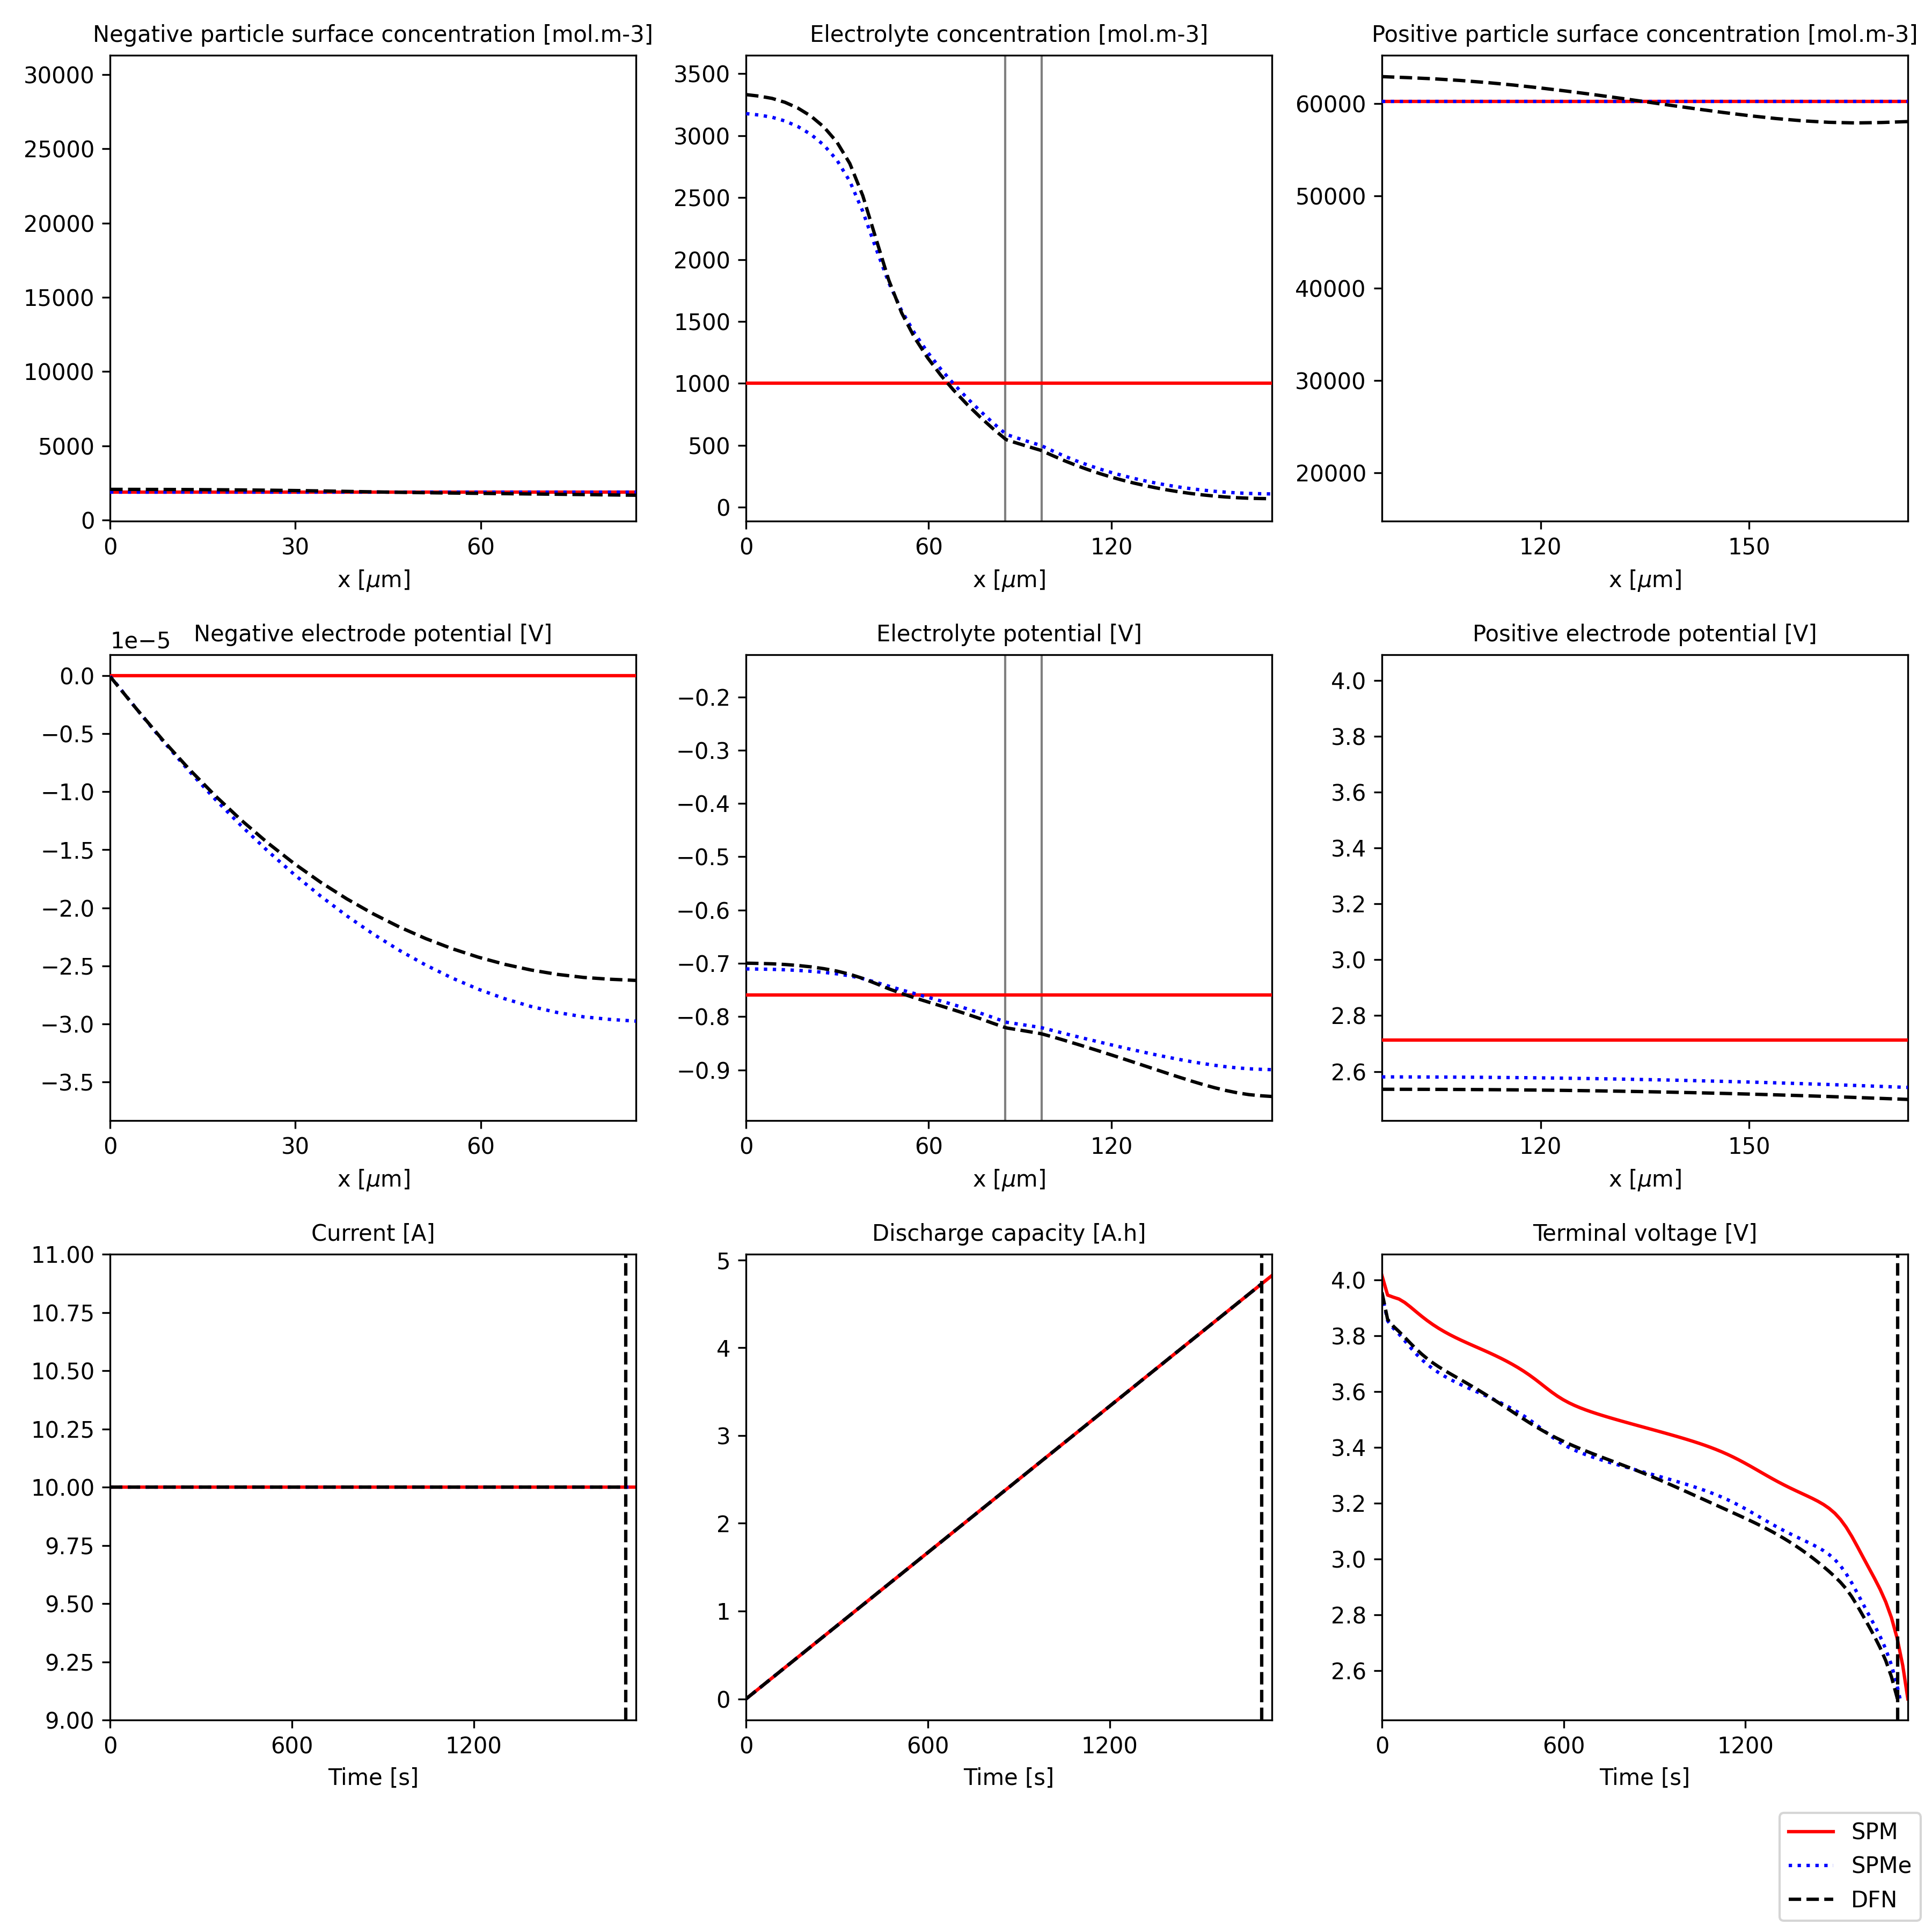 Negative particle surface concentration [mol.m-3]
30000
25000
20000
15000
10000
5000
0
0 30 60
x [μm]
Electrolyte concentration [mol.m-3]
3500
3000
2500
2000
1500
1000
500
0
0 60 120
x [μm]
Positive particle surface concentration [mol.m-3]
60000
50000
40000
30000
20000
120 150
x [μm]
1e−5
Negative electrode potential [V]
0.0
−0.5
−1.0
−1.5
−2.0
−2.5
−3.0
−3.5
0 30 60
x [μm]
Electrolyte potential [V]
−0.2
−0.3
−0.4
−0.5
−0.6
−0.7
−0.8
−0.9
0 60 120
x [μm]
Positive electrode potential [V]
4.0
3.8
3.6
3.4
3.2
3.0
2.8
2.6
120 150
x [μm]
Current [A]
11.00
10.75
10.50
10.25
10.00
9.75
9.50
9.25
9.00
0 600 1200
Time [s]
Discharge capacity [A.h]
5
4
3
2
1
0
0 600 1200
Time [s]
Terminal voltage [V]
4.0
3.8
3.6
3.4
3.2
3.0
2.8
2.6
0 600 1200
Time [s]
SPM
SPMe
DFN